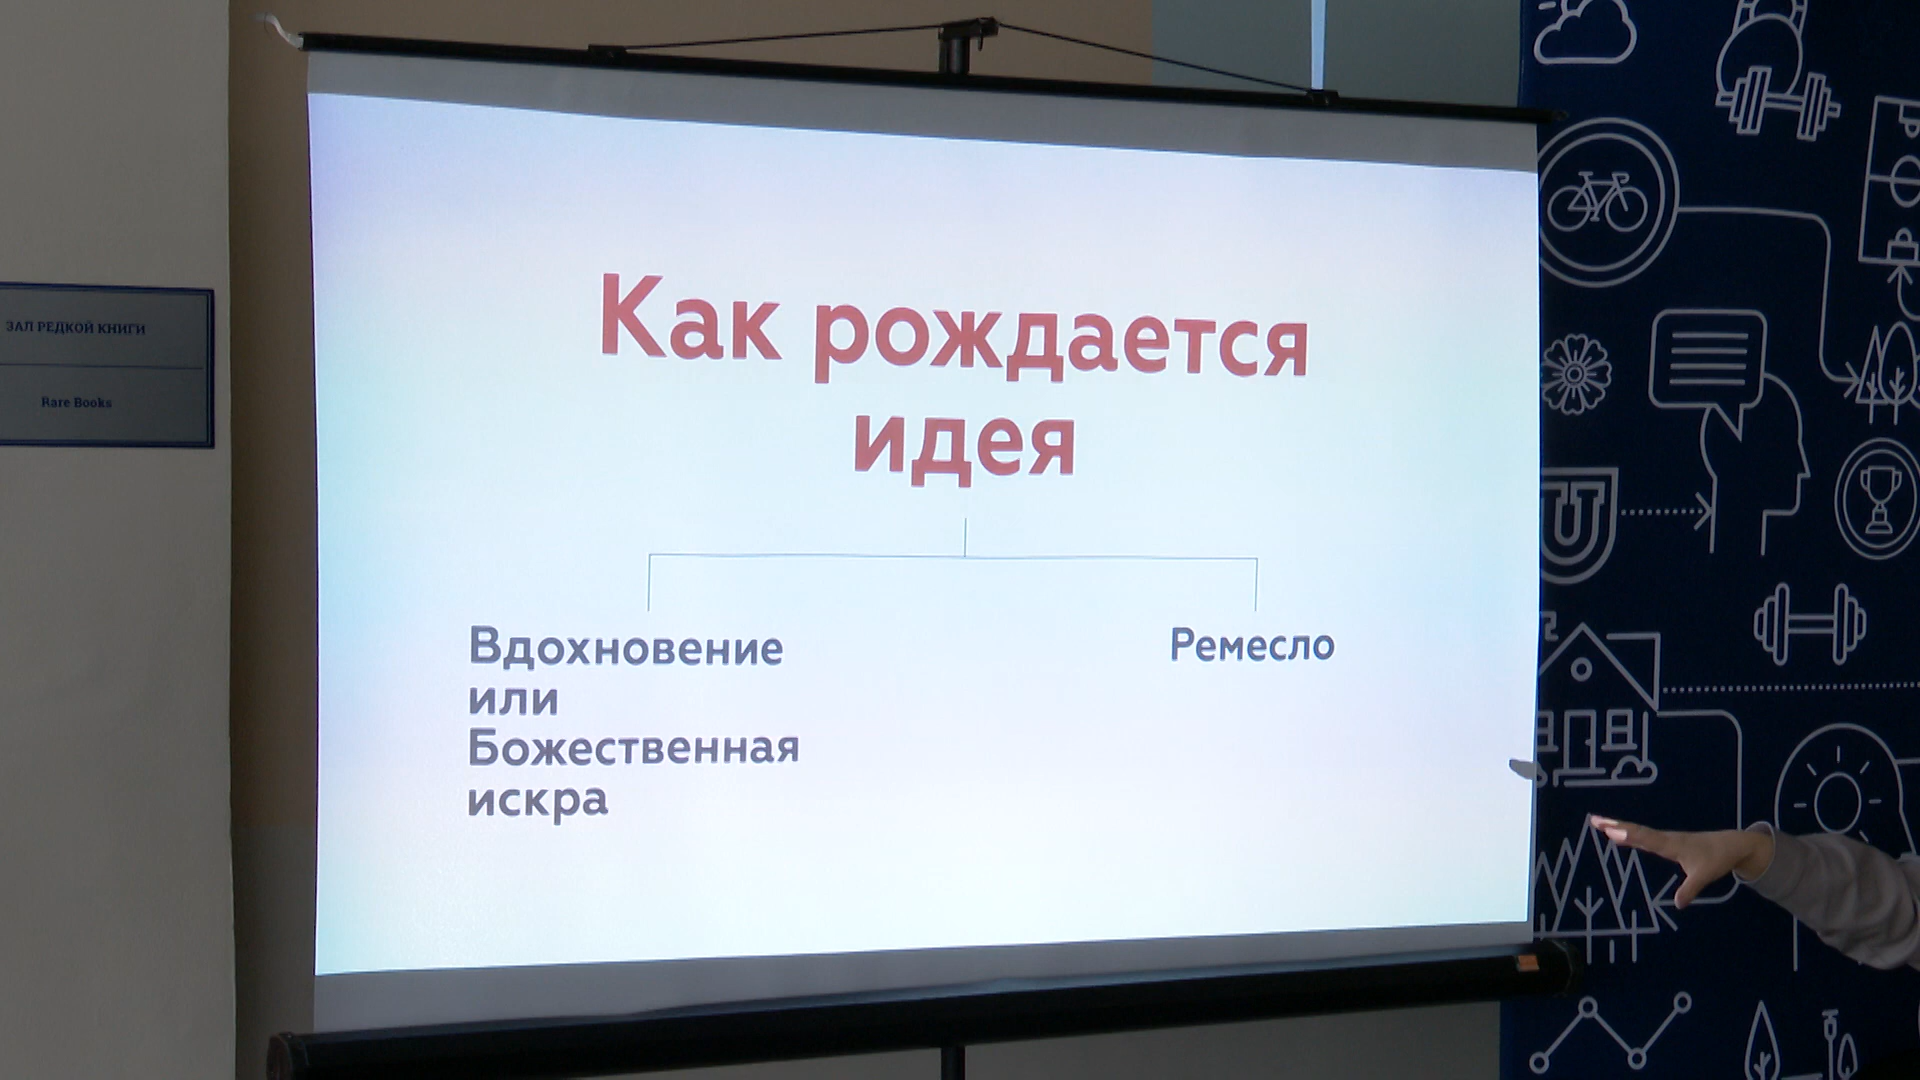 ЗАЛ РЕДКОЙ КНИГИ
Rare Books
Как рождается
идея
Вдохновение
или
Божественная
искра
Ремесло
U